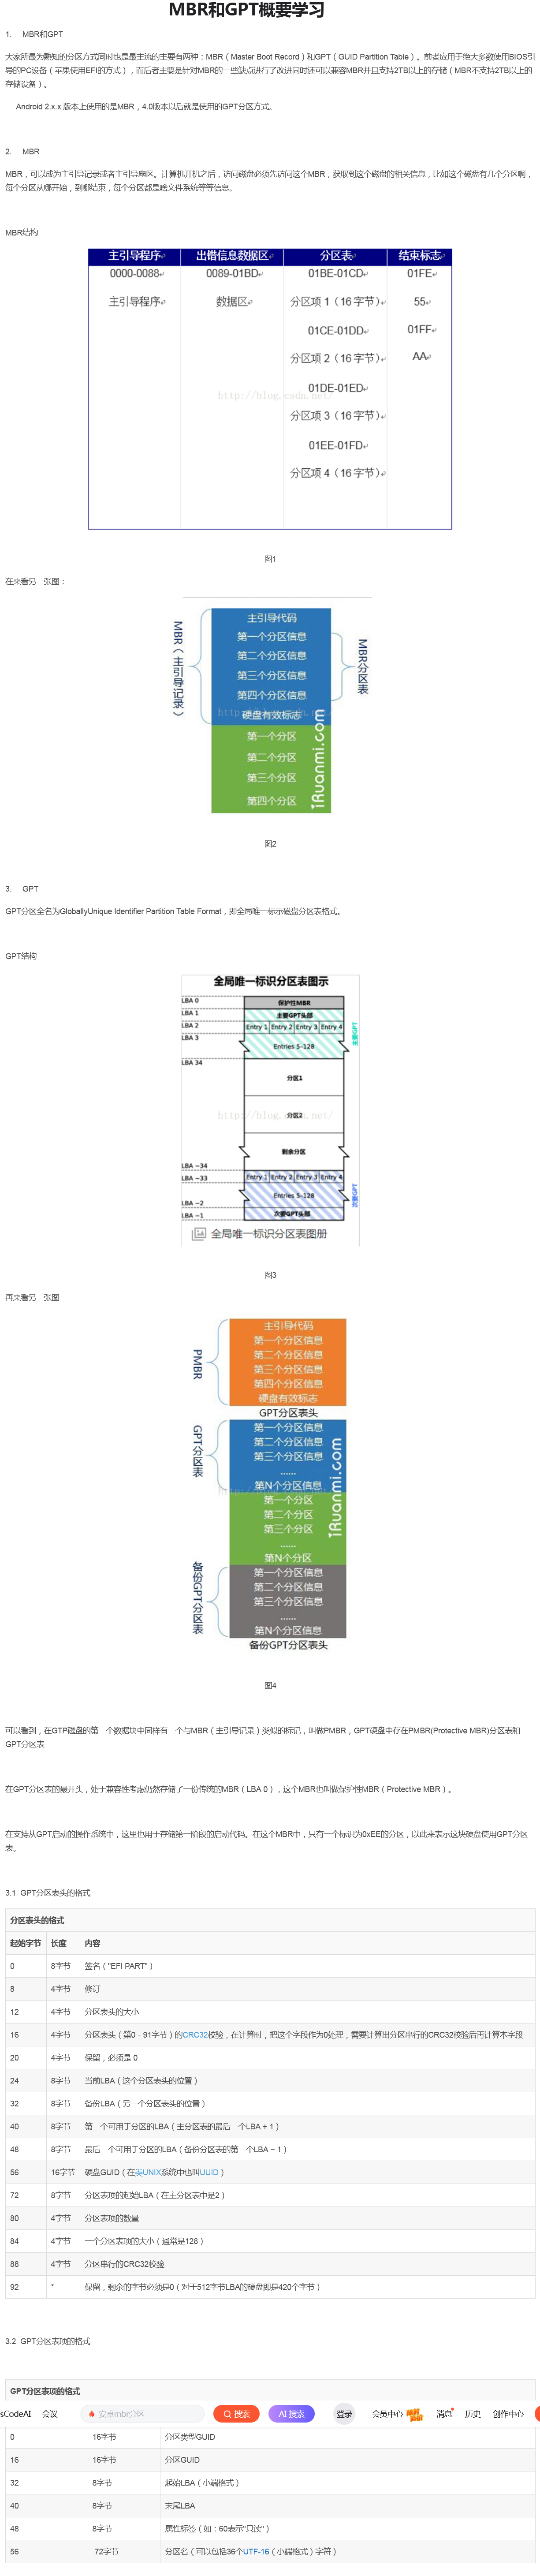 MBR和GPT概要学习
1. MBR和GPT
大家所最为熟知的分区方式同时也是最主流的主要有两种：MBR（Master Boot Record）和GPT（GUID Partition Table）。前者应用于绝大多数使用BIOS引
导的PC设备（苹果使用EFI的方式），而后者主要是针对MBR的一些缺点进行了改进同时还可以兼容MBR并且支持2TB以上的存储（MBR不支持2TB以上的
存储设备）。
Android 2.x.x 版本上使用的是MBR，4.0版本以后就是使用的GPT分区方式。
2. MBR
MBR，可以成为主引导记录或者主引导扇区。计算机开机之后，访问磁盘必须先访问这个MBR，获取到这个磁盘的相关信息，比如这个磁盘有几个分区啊，
每个分区从哪开始，到哪结束，每个分区都是啥文件系统等等信息。
MBR结构
主引导程序 出错信息数据区 分区表 结束标志
0000-0088 0089-01BD 01BE-01CD 01FE
主引导程序 数据区 分区项 1（16 字节） 55
01CE-01DD 01FF
分区项 2（16 字节） AA
01DE-01ED
http://blog.csdn.net/
分区项 3（16 字节）
01EE-01FD
分区项 4（16 字节）
图1
在来看另一张图：
MBR（主引导记录）
主引导代码
第一个分区信息
第二个分区信息
第三个分区信息
第四个分区信息
硬盘有效标志
MBR分区表
http://blog.csdn.net/
第一个分区
第二个分区
第三个分区
第四个分区
iRuanmi.com
图2
3. GPT
GPT分区全名为GloballyUnique Identifier Partition Table Format，即全局唯一标示磁盘分区表格式。
GPT结构
全局唯一标识分区表图示
LBA 0 保护性MBR
LBA 1 主要GPT头部
LBA 2 Entry 1 Entry 2 Entry 3 Entry 4
LBA 3 Entries 5–128
主要GPT
LBA 34
分区1
http://blog.csdn.net/
分区2
剩余分区
LBA −34
LBA −33 Entry 1 Entry 2 Entry 3 Entry 4
Entries 5–128
LBA −2
LBA −1 次要GPT头部
次要GPT
全局唯一标识分区表图册
图3
再来看另一张图
PMBR
主引导代码
第一个分区信息
第二个分区信息
第三个分区信息
第四个分区信息
硬盘有效标志
GPT分区表头
GPT分区表
第一个分区信息
第二个分区信息
第三个分区信息
......
第N个分区信息
第一个分区
第二个分区
第三个分区
......
第N个分区
iRuanmi.com
备份GPT分区表
第一个分区信息
第二个分区信息
第三个分区信息
......
第N个分区信息
备份GPT分区表头
图4
可以看到，在GTP磁盘的第一个数据块中同样有一个与MBR（主引导记录）类似的标记，叫做PMBR，GPT硬盘中存在PMBR(Protective MBR)分区表和
GPT分区表
在GPT分区表的最开头，处于兼容性考虑仍然存储了一份传统的MBR（LBA 0），这个MBR也叫做保护性MBR（Protective MBR）。
在支持从GPT启动的操作系统中，这里也用于存储第一阶段的启动代码。在这个MBR中，只有一个标识为0xEE的分区，以此来表示这块硬盘使用GPT分区
表。
3.1 GPT分区表头的格式
分区表头的格式
起始字节 长度 内容
0 8字节 签名（"EFI PART"）
8 4字节 修订
12 4字节 分区表头的大小
16 4字节 分区表头（第0－91字节）的CRC32校验，在计算时，把这个字段作为0处理，需要计算出分区串行的CRC32校验后再计算本字段
20 4字节 保留，必须是 0
24 8字节 当前LBA（这个分区表头的位置）
32 8字节 备份LBA（另一个分区表头的位置）
40 8字节 第一个可用于分区的LBA（主分区表的最后一个LBA + 1）
48 8字节 最后一个可用于分区的LBA（备份分区表的第一个LBA − 1）
56 16字节 硬盘GUID（在类UNIX系统中也叫UUID）
72 8字节 分区表项的起始LBA（在主分区表中是2）
80 4字节 分区表项的数量
84 4字节 一个分区表项的大小（通常是128）
88 4字节 分区串行的CRC32校验
92 * 保留，剩余的字节必须是0（对于512字节LBA的硬盘即是420个字节）
3.2 GPT分区表项的格式
GPT分区表项的格式
sCodeAI 会议 安卓mbr分区 搜索 AI 搜索 登录 会员中心 消息 历史 创作中心
0 16字节 分区类型GUID
16 16字节 分区GUID
32 8字节 起始LBA（小端格式）
40 8字节 末尾LBA
48 8字节 属性标签（如：60表示"只读"）
56 72字节 分区名（可以包括36个UTF-16（小端格式）字符）